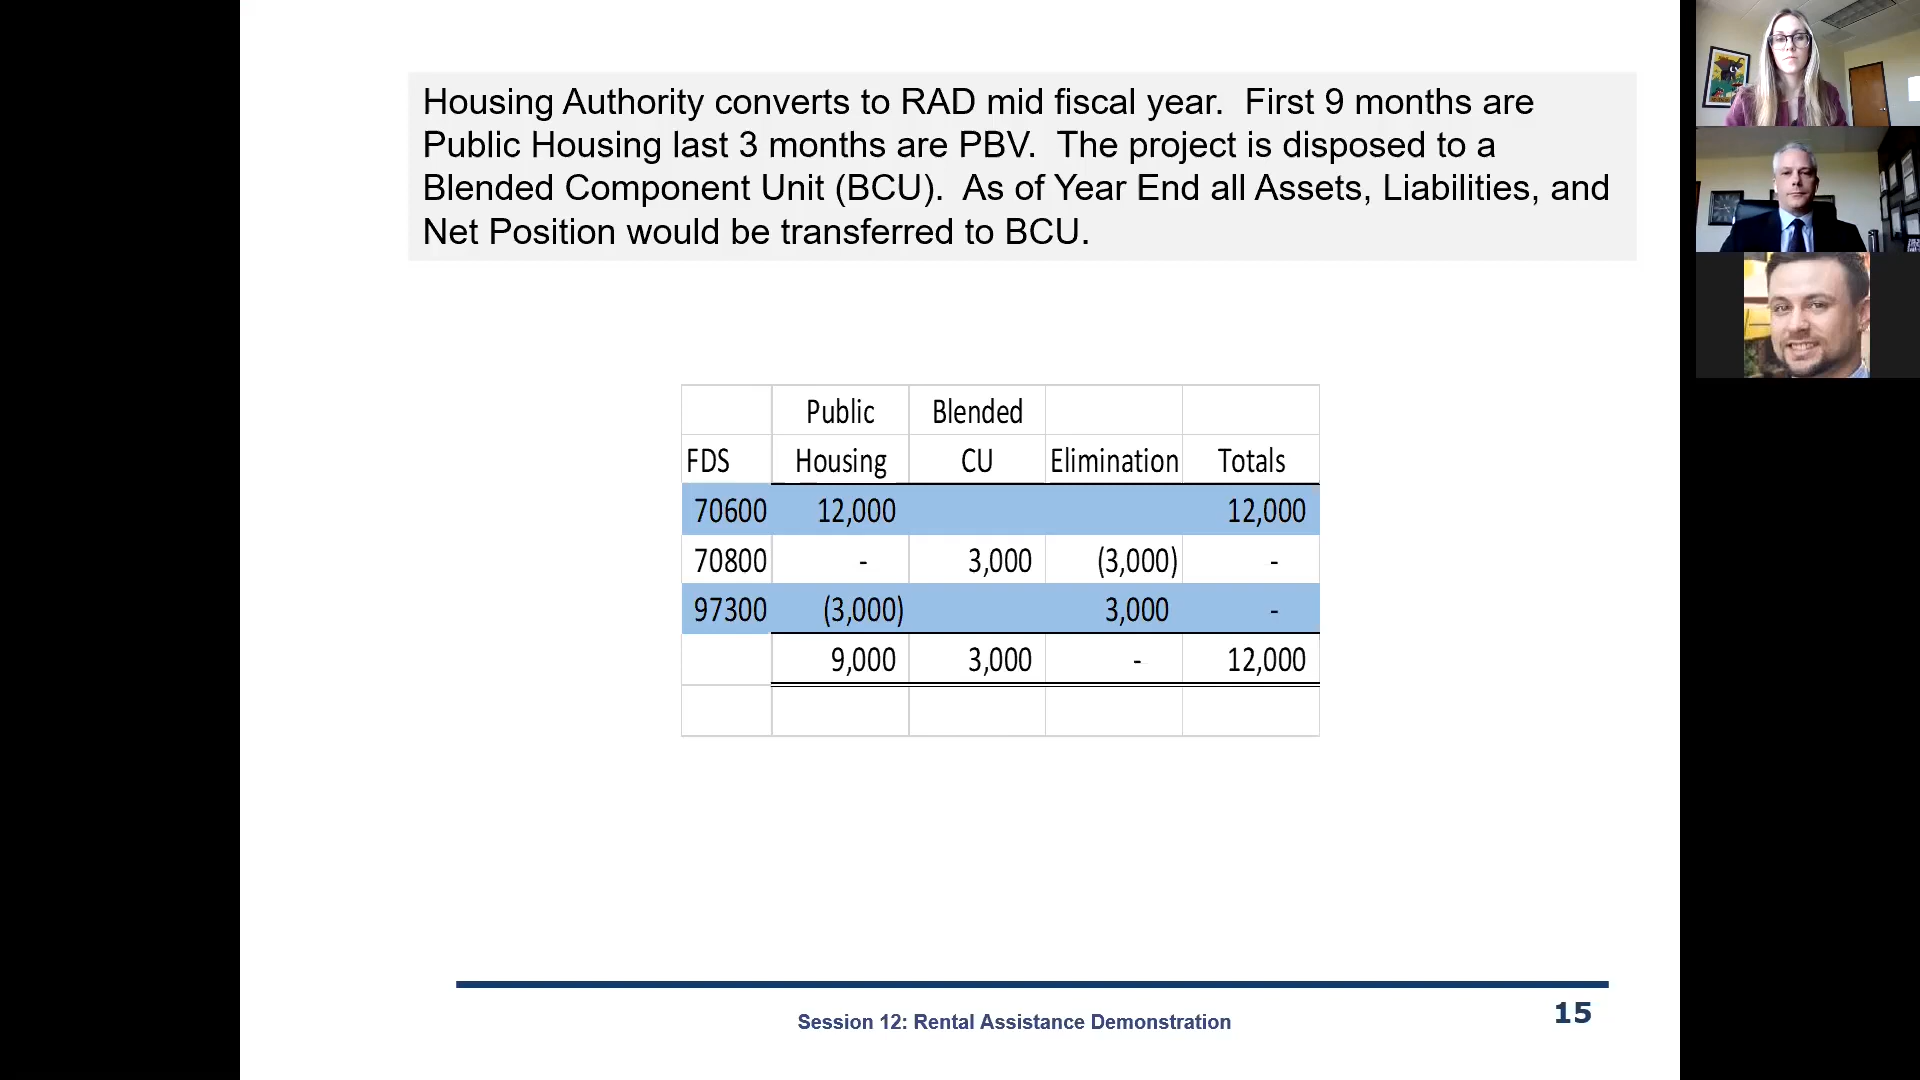 Housing Authority converts to RAD mid fiscal year. First 9 months are
Public Housing last 3 months are PBV. The project is disposed to a
Blended Component Unit (BCU). As of Year End all Assets, Liabilities, and
Net Position would be transferred to BCU.
Public Blended
FDS Housing CU Elimination Totals
70600 12,000 12,000
70800 - 3,000 (3,000) -
97300 (3,000) 3,000 -
9,000 3,000 - 12,000
Session 12: Rental Assistance Demonstration
15